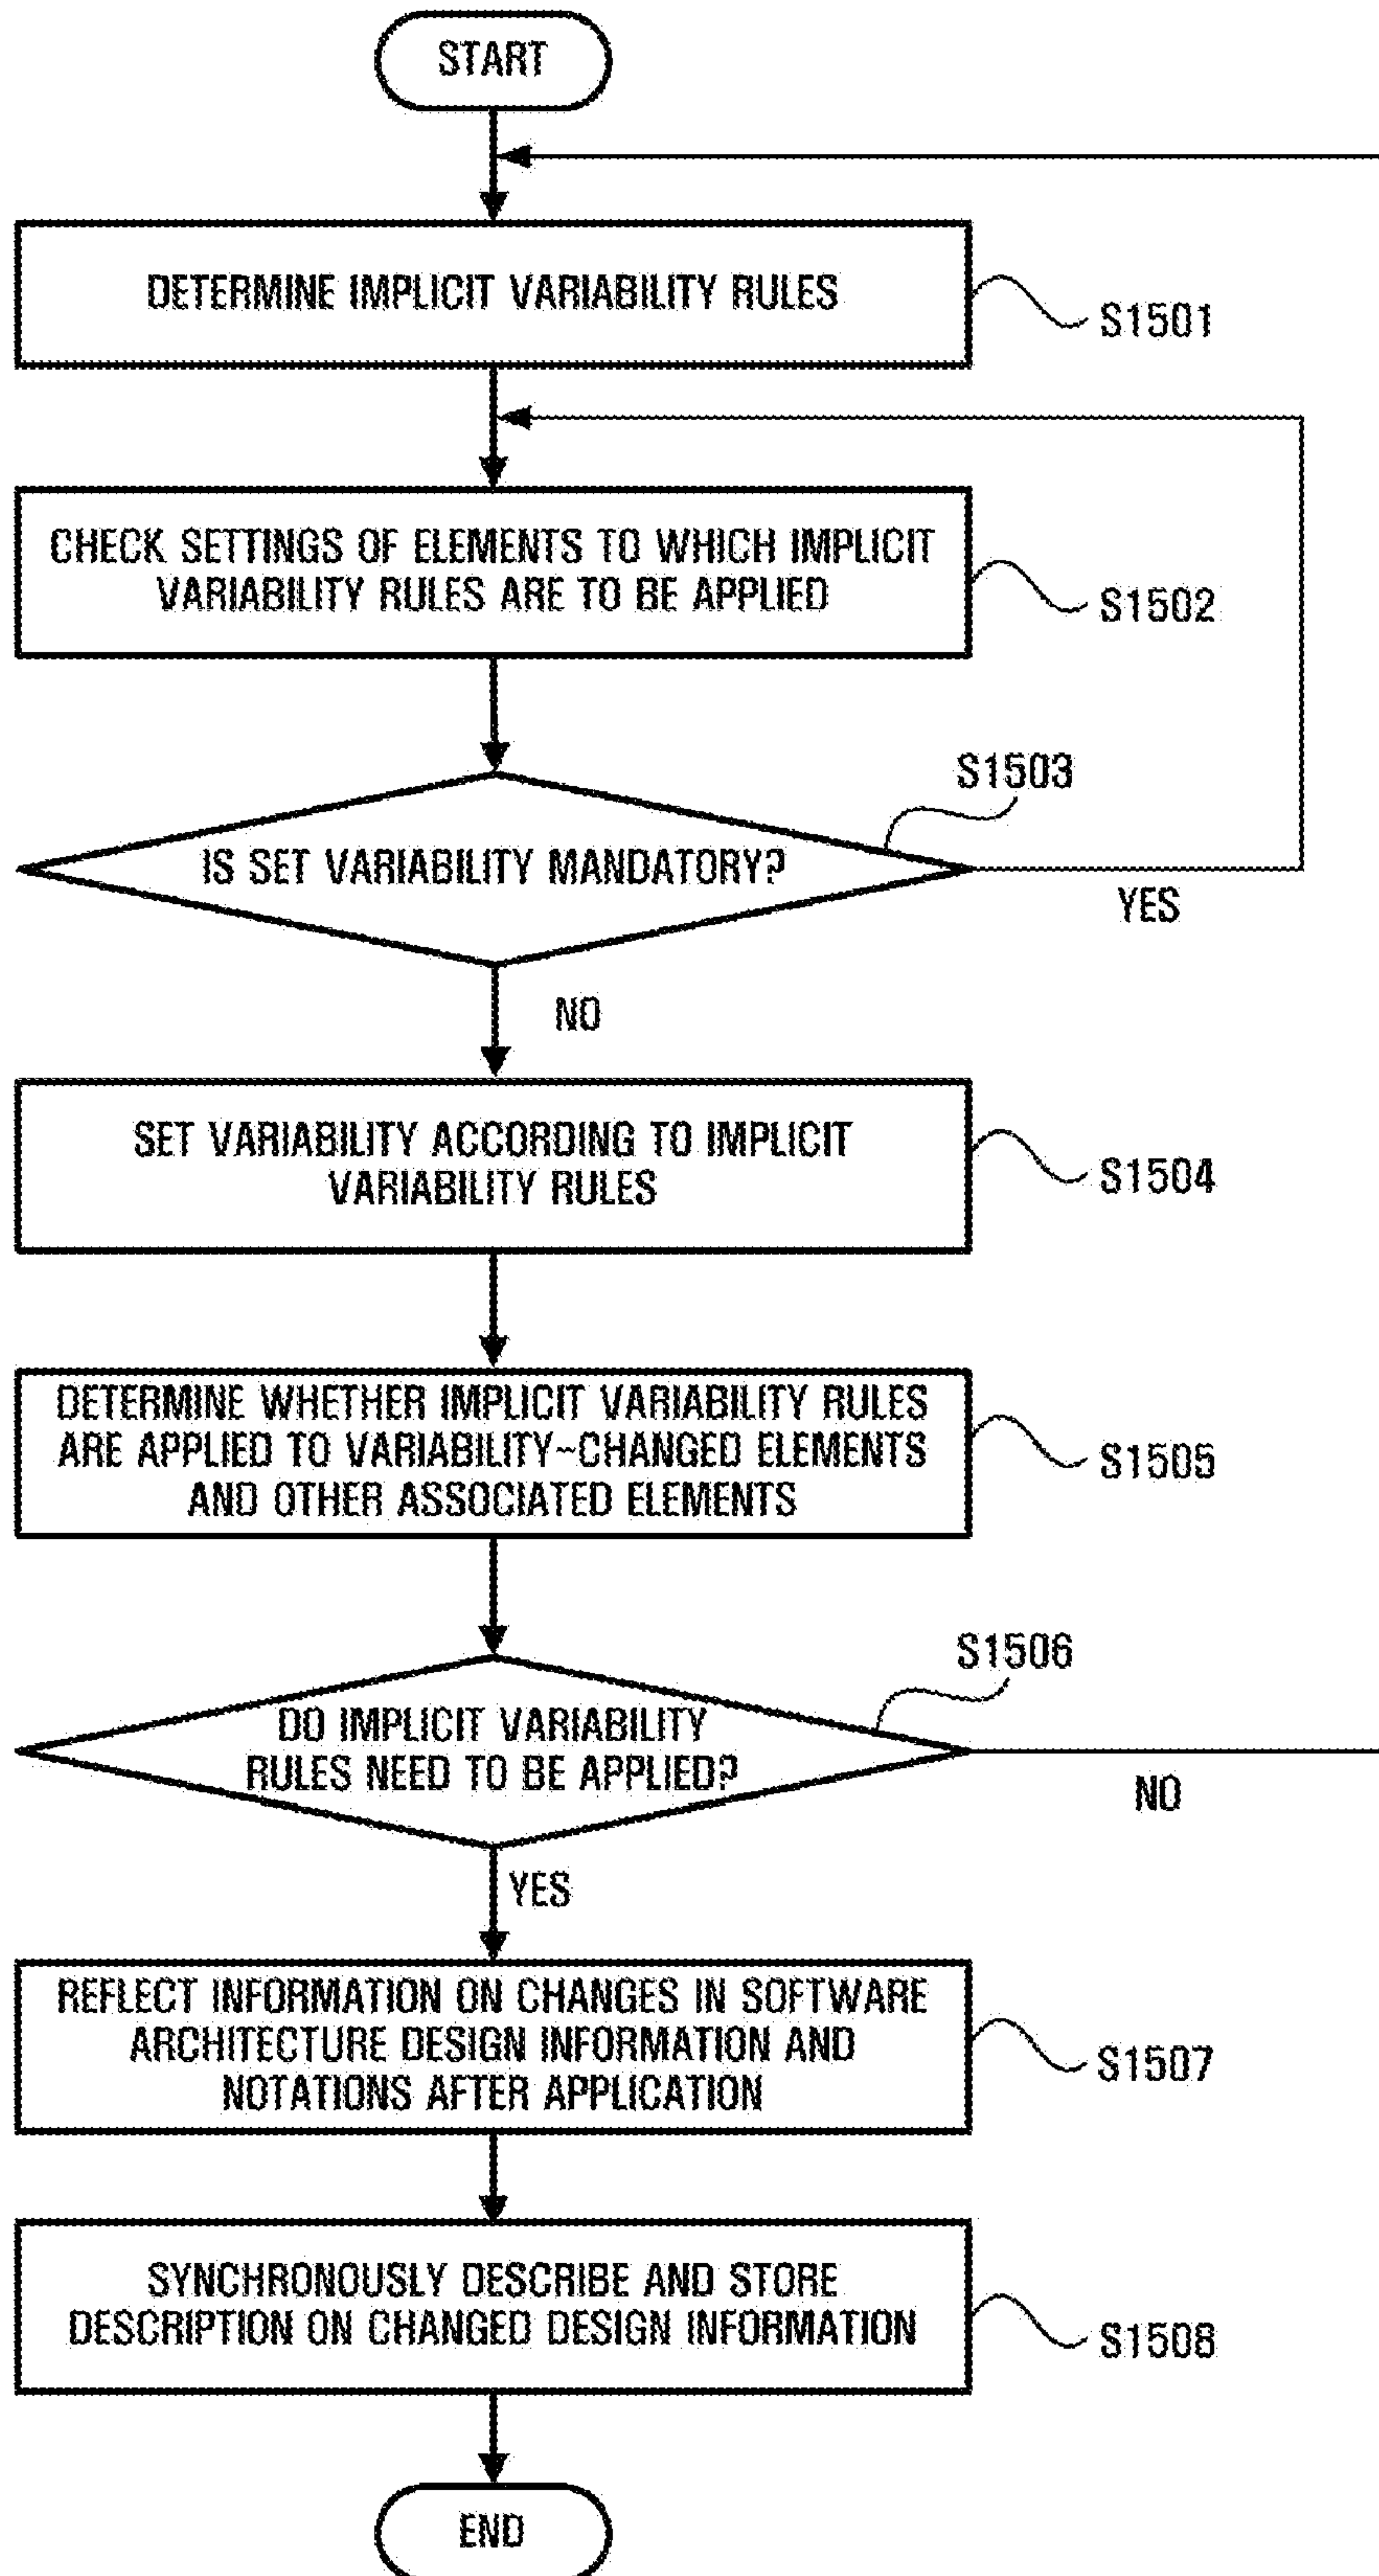 START
DETERMINE IMPLICIT VARIABILITY RULES
S1501
CHECK SETTINGS OF ELEMENTS TO WHICH IMPLICIT
VARIABILITY RULES ARE TO BE APPLIED
S1502
S1503
IS SET VARIABILITY MANDATORY?
YES
NO
SET VARIABILITY ACCORDING TO IMPLICIT
VARIABILITY RULES
S1504
DETERMINE WHETHER IMPLICIT VARIABILITY RULES
ARE APPLIED TO VARIABILITY~CHANGED ELEMENTS
AND OTHER ASSOCIATED ELEMENTS
S1505
S1506
DO IMPLICIT VARIABILITY
RULES NEED TO BE APPLIED?
NO
YES
REFLECT INFORMATION ON CHANGES IN SOFTWARE
ARCHITECTURE DESIGN INFORMATION AND
NOTATIONS AFTER APPLICATION
S1507
SYNCHRONOUSLY DESCRIBE AND STORE
DESCRIPTION ON CHANGED DESIGN INFORMATION
S1508
END